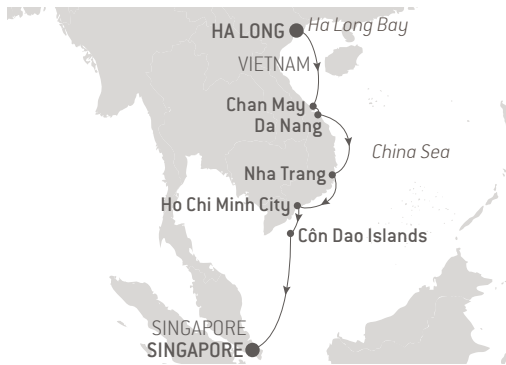 HA LONG
Ha Long Bay
VIETNAM
Chan May
Da Nang
China Sea
Nha Trang
Ho Chi Minh City
Côn Dao Islands
SINGAPORE
SINGAPORE